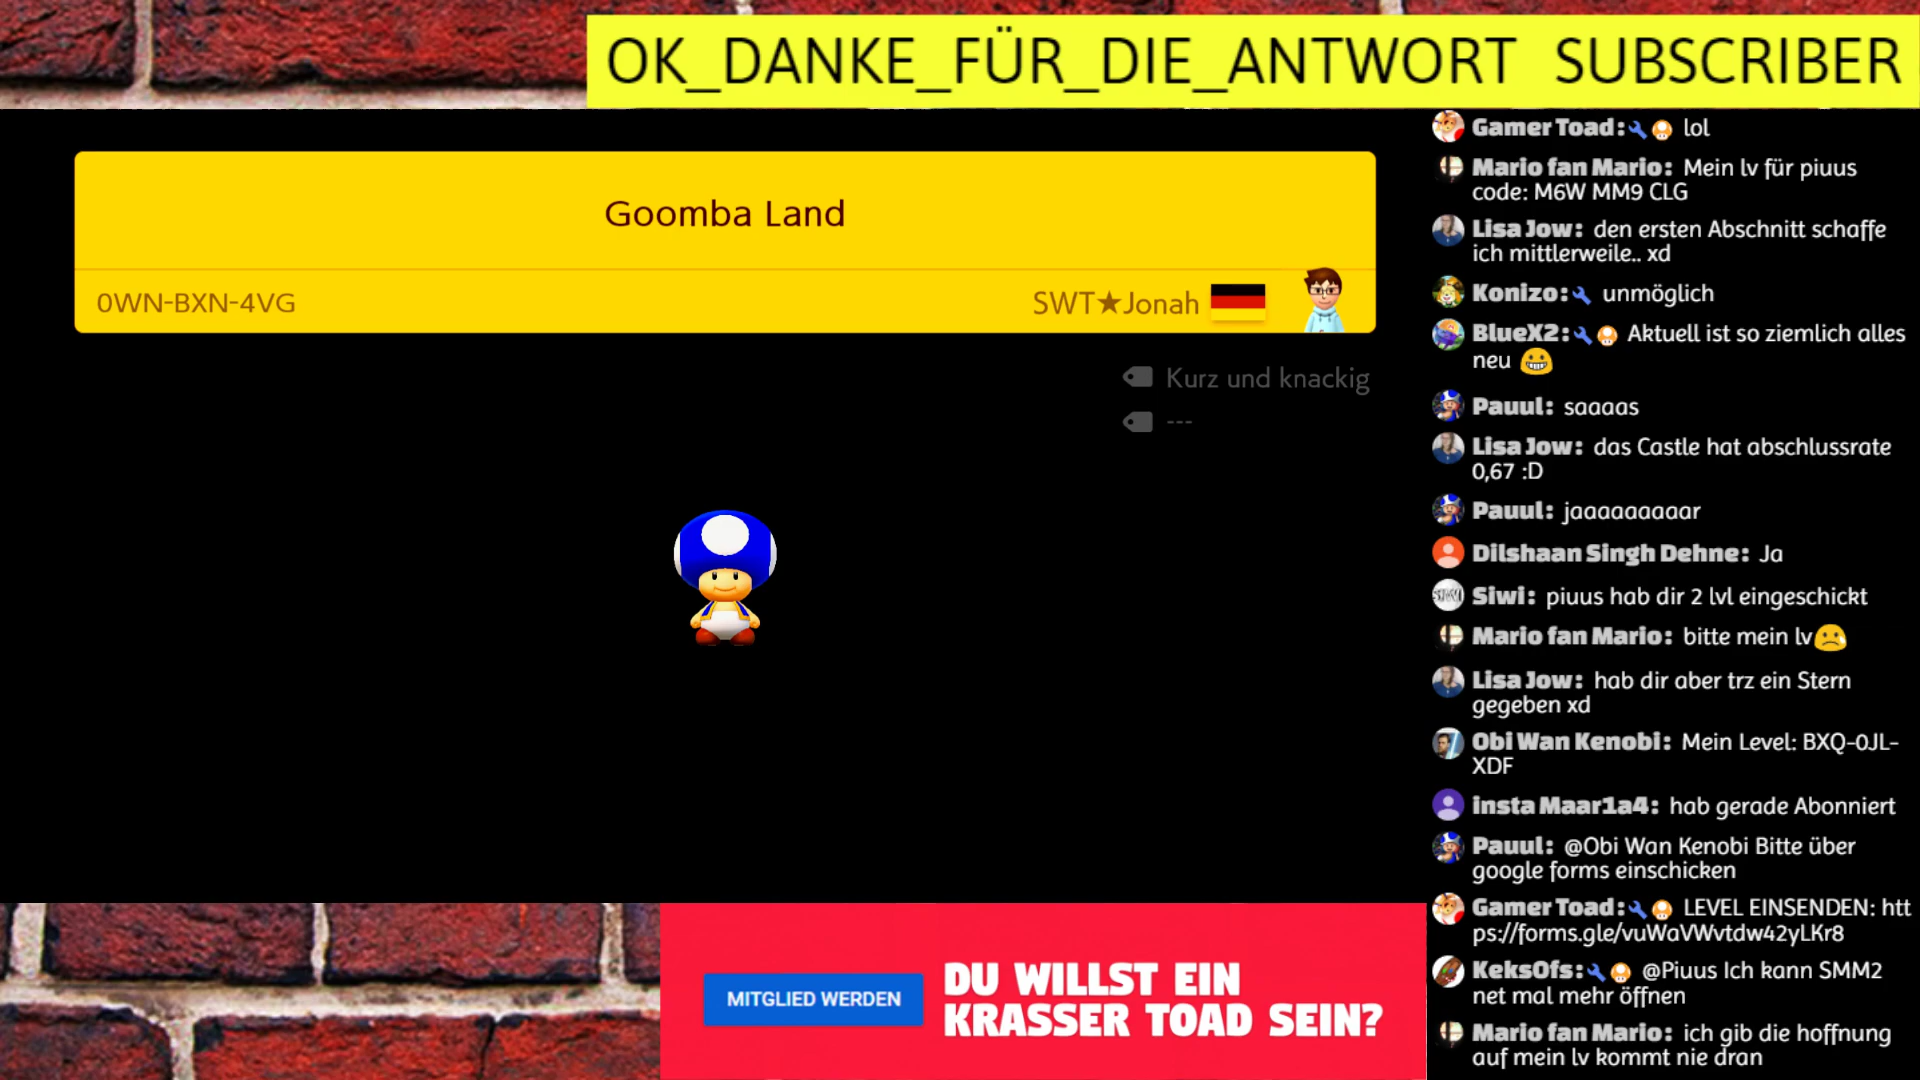 OK_DANKE_FÜR_DIE_ANTWORT SUBSCRIBER
Goomba Land
0WN-BXN-4VG
SWT★Jonah
Kurz und knackig
---
Gamer Toad: lol
Mario fan Mario: Mein lv für piuus
code: M6W MM9 CLG
Lisa Jow: den ersten Abschnitt schaffe
ich mittlerweile.. xd
Konizo: unmöglich
BlueX2: Aktuell ist so ziemlich alles
neu 😀
Pauul: saaaas
Lisa Jow: das Castle hat abschlussrate
0,67 :D
Pauul: jaaaaaaaaar
Dilshaan Singh Dehne: Ja
Siwi: piuus hab dir 2 lvl eingeschickt
Mario fan Mario: bitte mein lv🙁
Lisa Jow: hab dir aber trz ein Stern
gegeben xd
Obi Wan Kenobi: Mein Level: BXQ-0JL-
XDF
insta Maar1a4: hab gerade Abonniert
Pauul: @Obi Wan Kenobi Bitte über
google forms einschicken
Gamer Toad: LEVEL EINSENDEN: htt
ps://forms.gle/vuWaVWvtdw42yLKr8
KeksOfs: @Piuus Ich kann SMM2
net mal mehr öffnen
Mario fan Mario: ich gib die hoffnung
auf mein lv kommt nie dran
MITGLIED WERDEN
DU WILLST EIN
KRASSER TOAD SEIN?